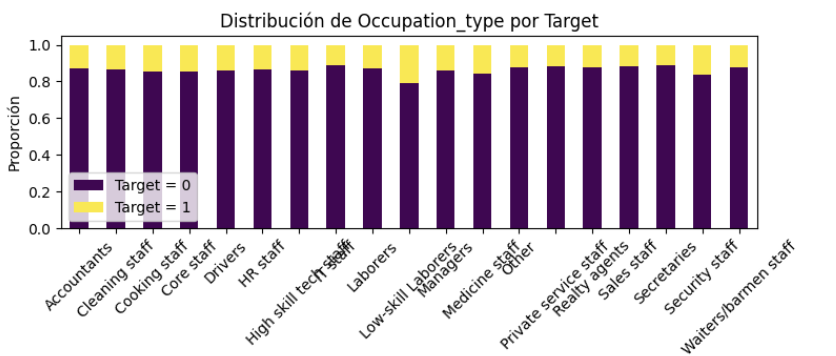 Distribución de Occupation_type por Target
Proporción
1.0
0.8
0.6
0.4
0.2
0.0
Target = 0
Target = 1
Accountants
Cleaning staff
Cooking staff
Core staff
Drivers
HR staff
High skill tech staff
IT staff
Laborers
Low-skill Laborers
Managers
Medicine staff
Other
Private service staff
Realty agents
Sales staff
Secretaries
Security staff
Waiters/barmen staff